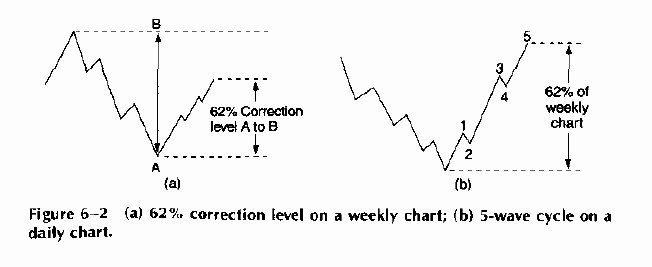 B
62% Correction
level A to B
A
(a)
5
3
4
1
2
62% of
weekly
chart
(b)
Figure 6–2 (a) 62% correction level on a weekly chart; (b) 5-wave cycle on a
daily chart.